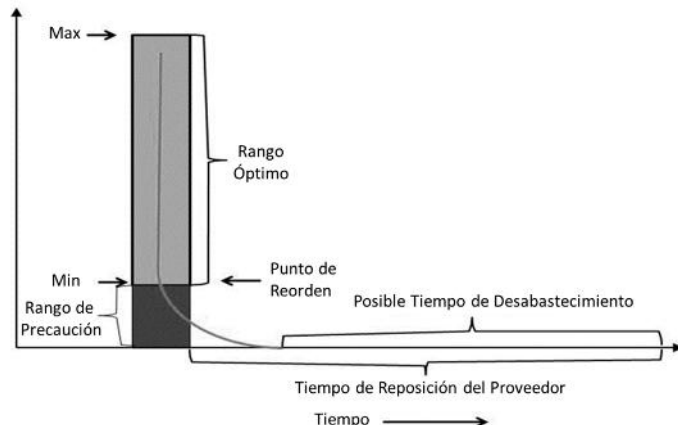 Max
Rango
Óptimo
Min
Punto de
Reorden
Rango de
Precaución
Posible Tiempo de Desabastecimiento
Tiempo de Reposición del Proveedor
Tiempo